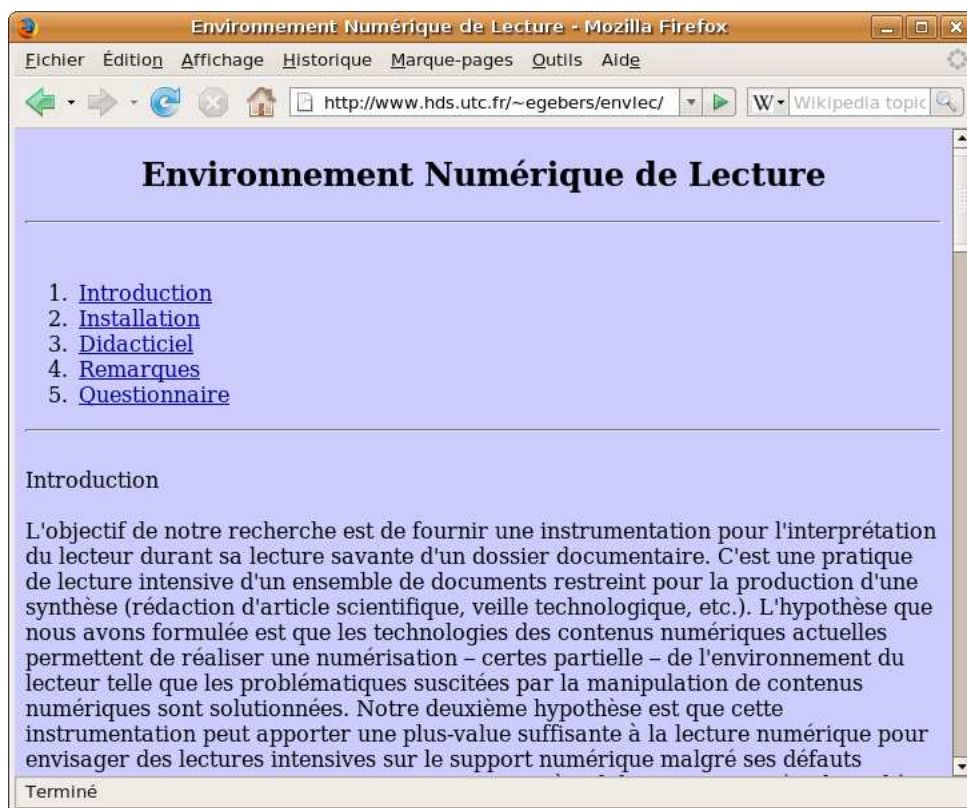 Environnement Numérique de Lecture - Mozilla Firefox
Fichier Édition Affichage Historique Marque-pages Outils Aide
http://www.hds.utc.fr/~egebers/envlec/ W Wikipedia topic
Environnement Numérique de Lecture
1. Introduction
2. Installation
3. Didacticiel
4. Remarques
5. Questionnaire
Introduction
L'objectif de notre recherche est de fournir une instrumentation pour l'interprétation
du lecteur durant sa lecture savante d'un dossier documentaire. C'est une pratique
de lecture intensive d'un ensemble de documents restreint pour la production d'une
synthèse (rédaction d'article scientifique, veille technologique, etc.). L'hypothèse que
nous avons formulée est que les technologies des contenus numériques actuelles
permettent de réaliser une numérisation – certes partielle – de l'environnement du
lecteur telle que les problématiques suscitées par la manipulation de contenus
numériques sont solutionnées. Notre deuxième hypothèse est que cette
instrumentation peut apporter une plus-value suffisante à la lecture numérique pour
envisager des lectures intensives sur le support numérique malgré ses défauts
Terminé